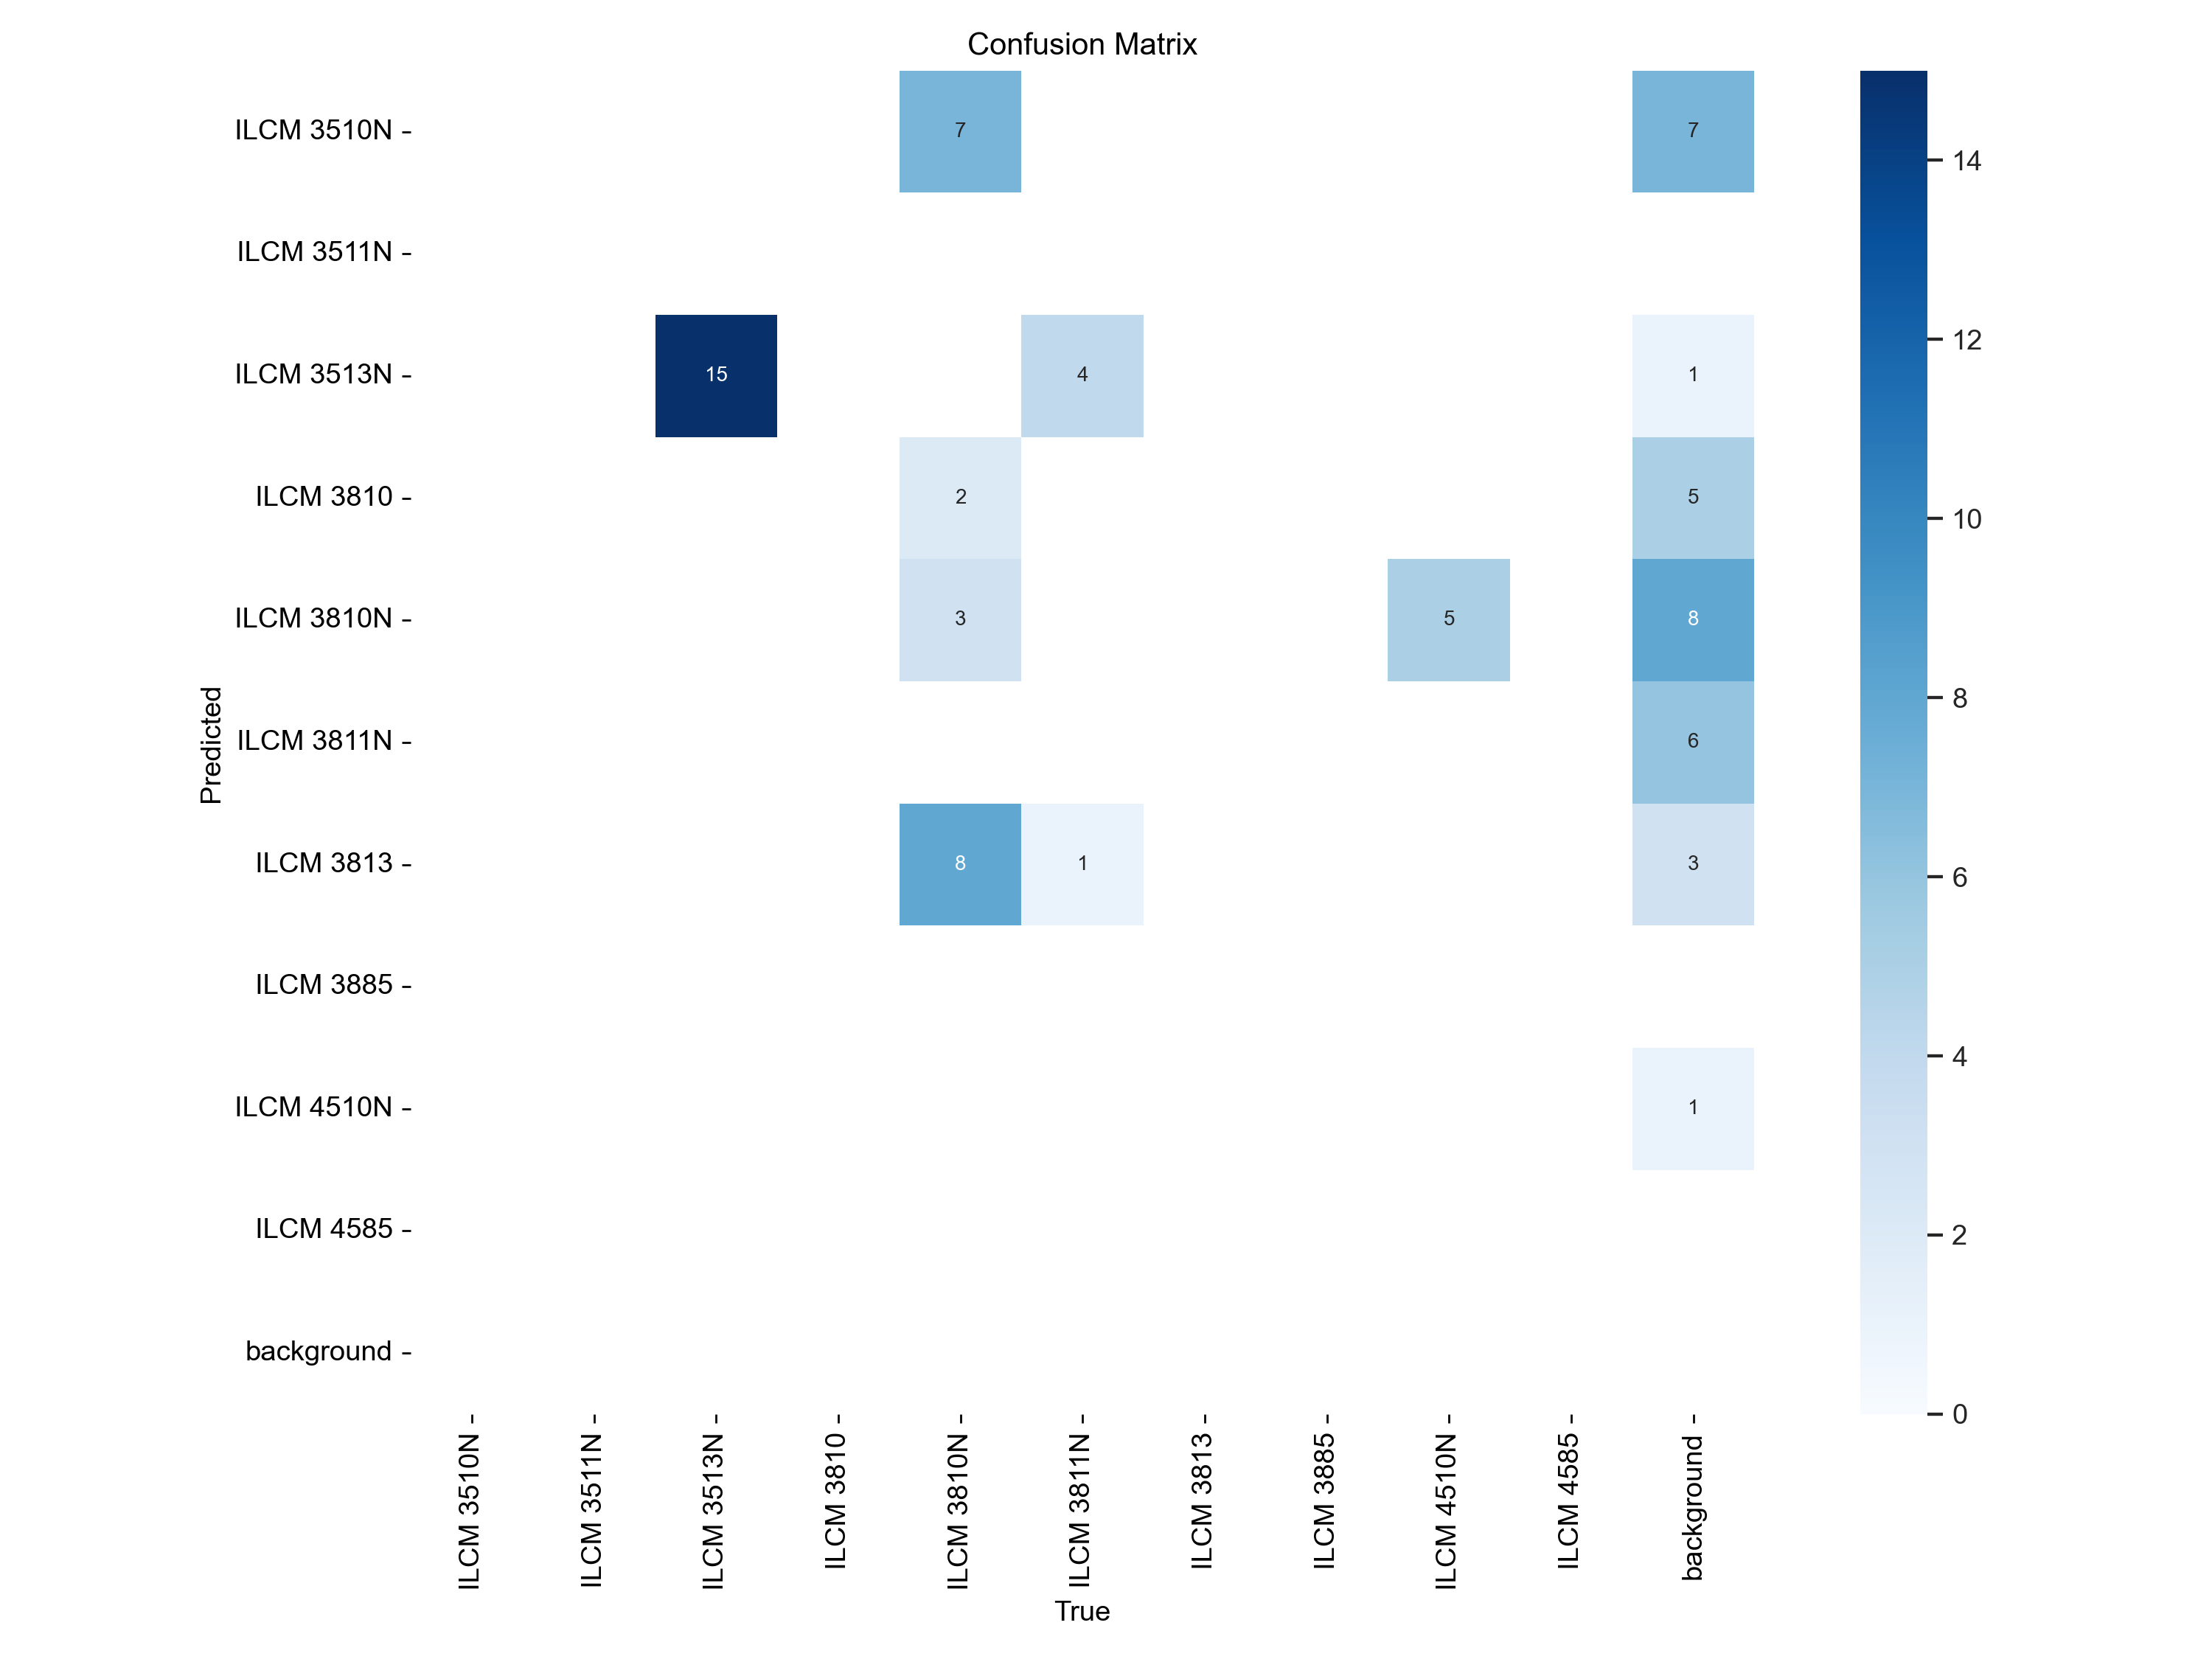 Confusion Matrix
ILCM 3510N
7
7
ILCM 3511N
ILCM 3513N
15
4
1
ILCM 3810
2
5
ILCM 3810N
3
5
8
ILCM 3811N
6
ILCM 3813
8
1
3
ILCM 3885
ILCM 4510N
1
ILCM 4585
background
Predicted
ILCM 3510N
ILCM 3511N
ILCM 3513N
ILCM 3810
ILCM 3810N
ILCM 3811N
ILCM 3813
ILCM 3885
ILCM 4510N
ILCM 4585
background
True
14
12
10
8
6
4
2
0